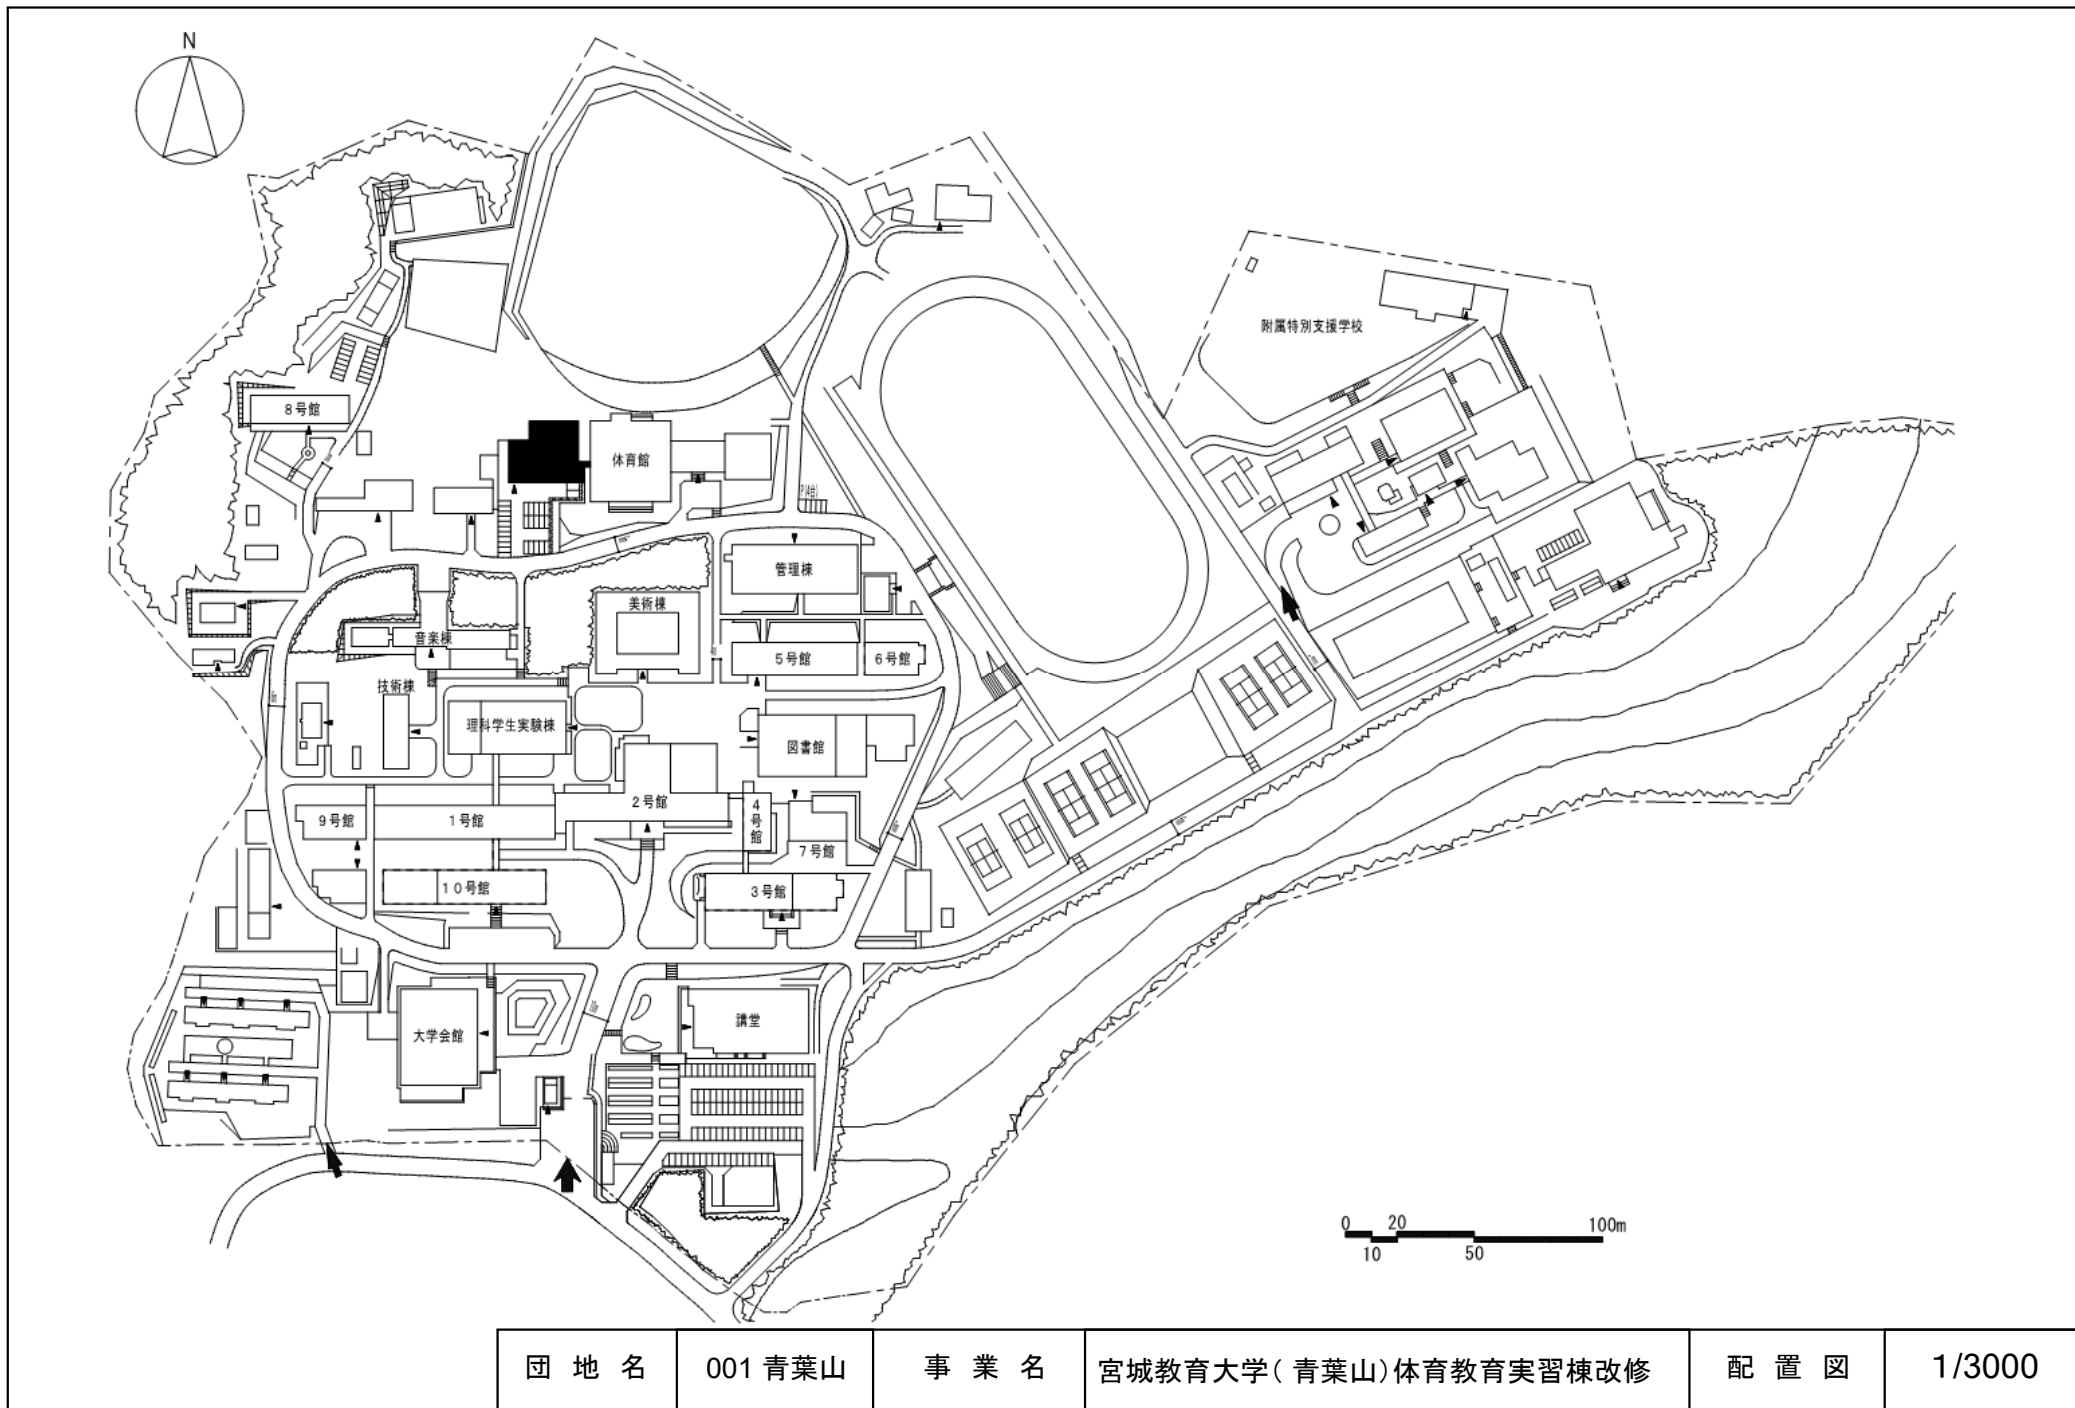 N
附属特別支援学校
8号館
体育館
P(4台)
管理棟
美術棟
音楽棟
5号館
6号館
技術棟
理科学生実験棟
図書館
2号館
4号館
9号館
1号館
7号館
10号館
3号館
大学会館
講堂
0 20 100m
10 50
団地名 001 青葉山 事業名 宮城教育大学(青葉山)体育教育実習棟改修 配置図 1/3000